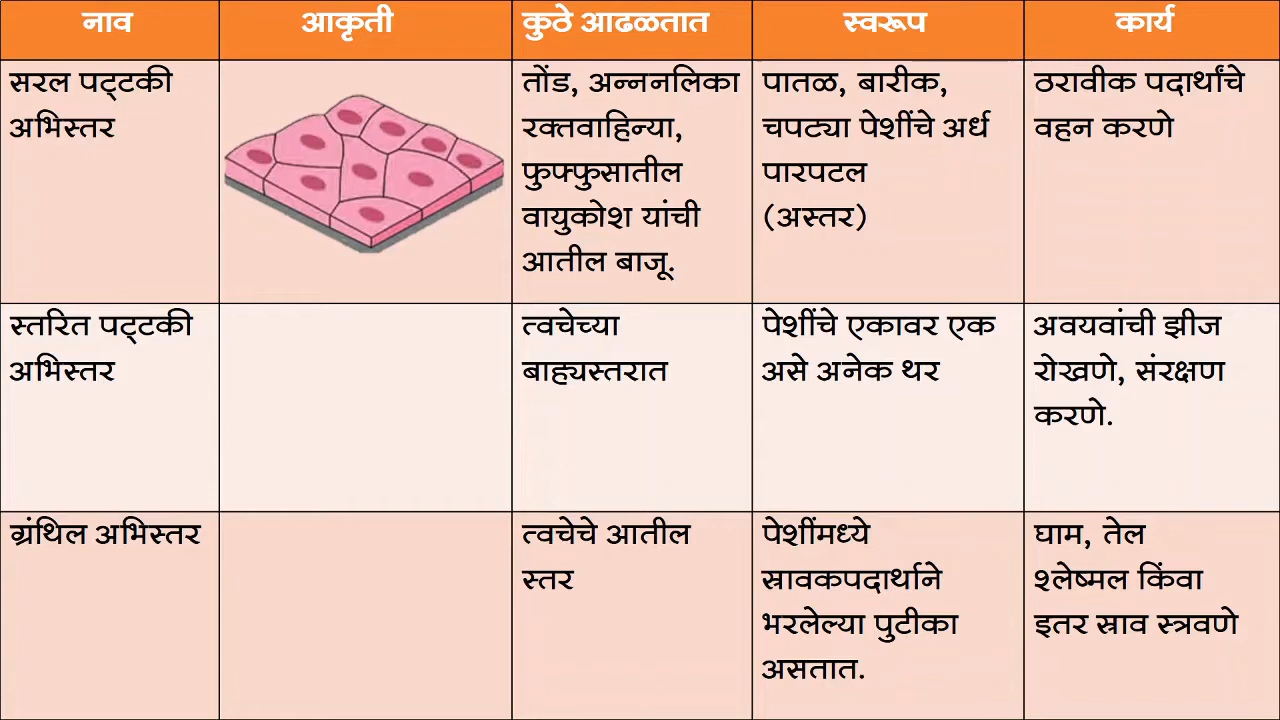 नाव
आकृती
कुठे आढळतात
स्वरूप
कार्य
सरल पट्टकी
अभिस्तर
तोंड, अन्ननलिका
रक्तवाहिन्या,
फुफ्फुसातील
वायुकोश यांची
आतील बाजू.
पातळ, बारीक,
चपट्या पेशींचे अर्ध
पारपटल
(अस्तर)
ठरावीक पदार्थांचे
वहन करणे
स्तरित पट्टकी
अभिस्तर
त्वचेच्या
बाह्यस्तरात
पेशींचे एकावर एक
असे अनेक थर
अवयवांची झीज
रोखणे, संरक्षण
करणे.
ग्रंथिल अभिस्तर
त्वचेचे आतील
स्तर
पेशींमध्ये
स्रावकपदार्थाने
भरलेल्या पुटीका
असतात.
घाम, तेल
श्लेष्मल किंवा
इतर स्राव स्त्रवणे